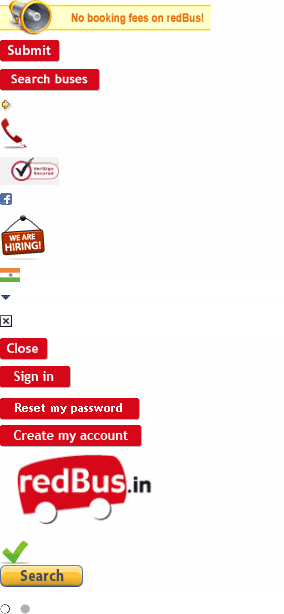 No booking fees on redBus!
Submit
Search buses
VeriSign
Secured
WE ARE
HIRING!
Close
Sign in
Reset my password
Create my account
redBus.in
Search